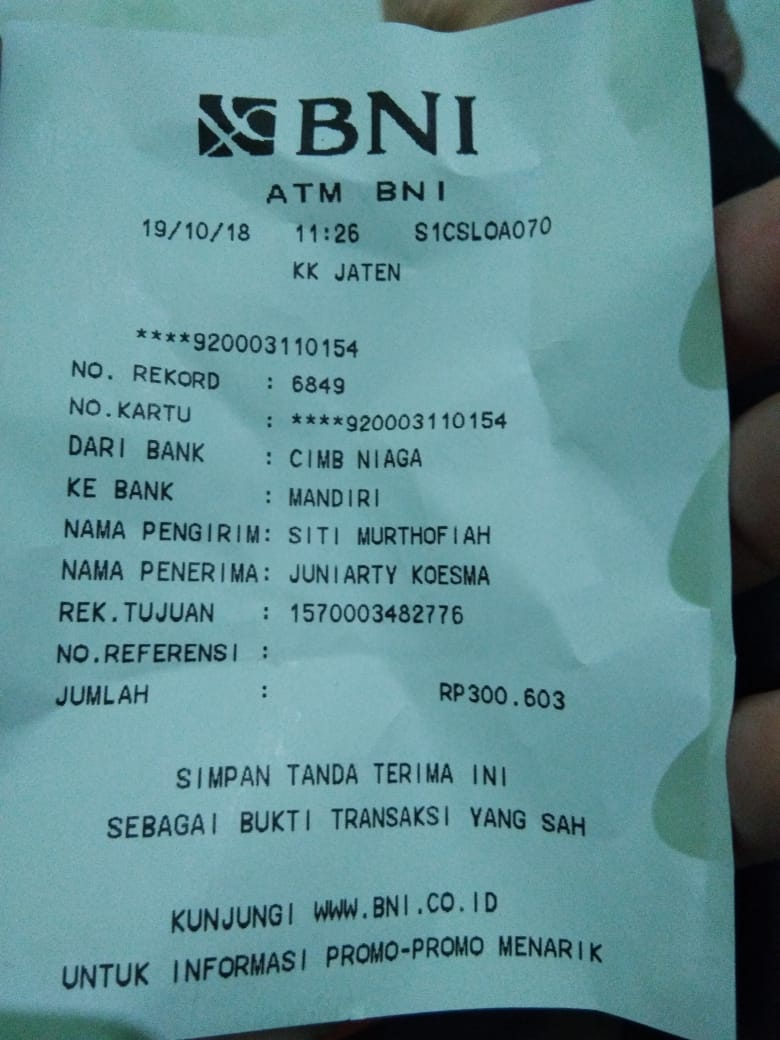 BNI
ATM BNI
19/10/18 11:26 S1CSLOA070
KK JATEN
****920003110154
NO. REKORD : 6849
NO.KARTU : ****920003110154
DARI BANK : CIMB NIAGA
KE BANK : MANDIRI
NAMA PENGIRIM: SITI MURTHOFIAH
NAMA PENERIMA: JUNIARTY KOESMA
REK.TUJUAN : 1570003482776
NO.REFERENSI :
JUMLAH : RP300.603
SIMPAN TANDA TERIMA INI
SEBAGAI BUKTI TRANSAKSI YANG SAH
KUNJUNGI WWW.BNI.CO.ID
UNTUK INFORMASI PROMO-PROMO MENARIK